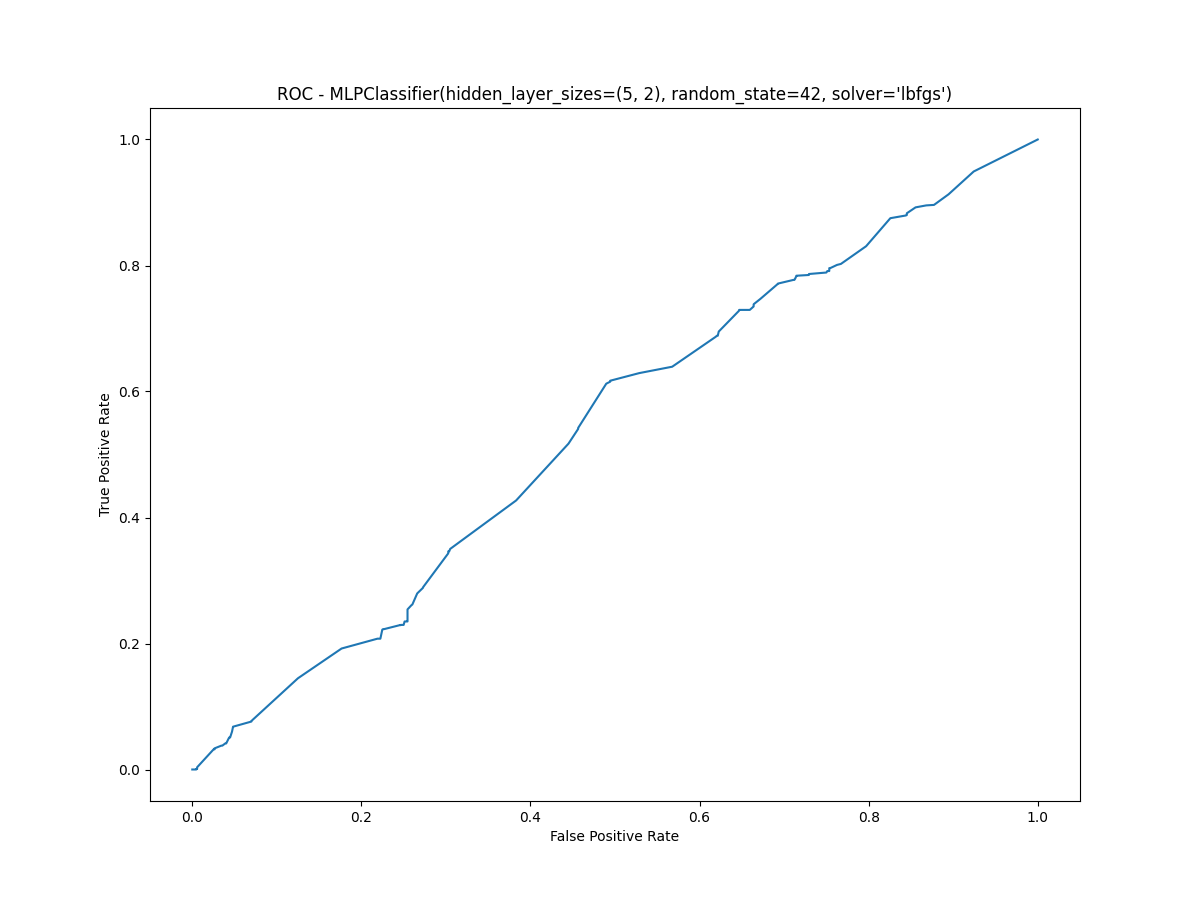 ROC - MLPClassifier(hidden_layer_sizes=(5, 2), random_state=42, solver='lbfgs')
1.0
0.8
0.6
0.4
0.2
0.0
True Positive Rate
0.0 0.2 0.4 0.6 0.8 1.0
False Positive Rate